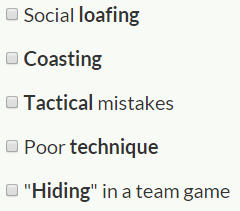 Social loafing
Coasting
Tactical mistakes
Poor technique
"Hiding" in a team game